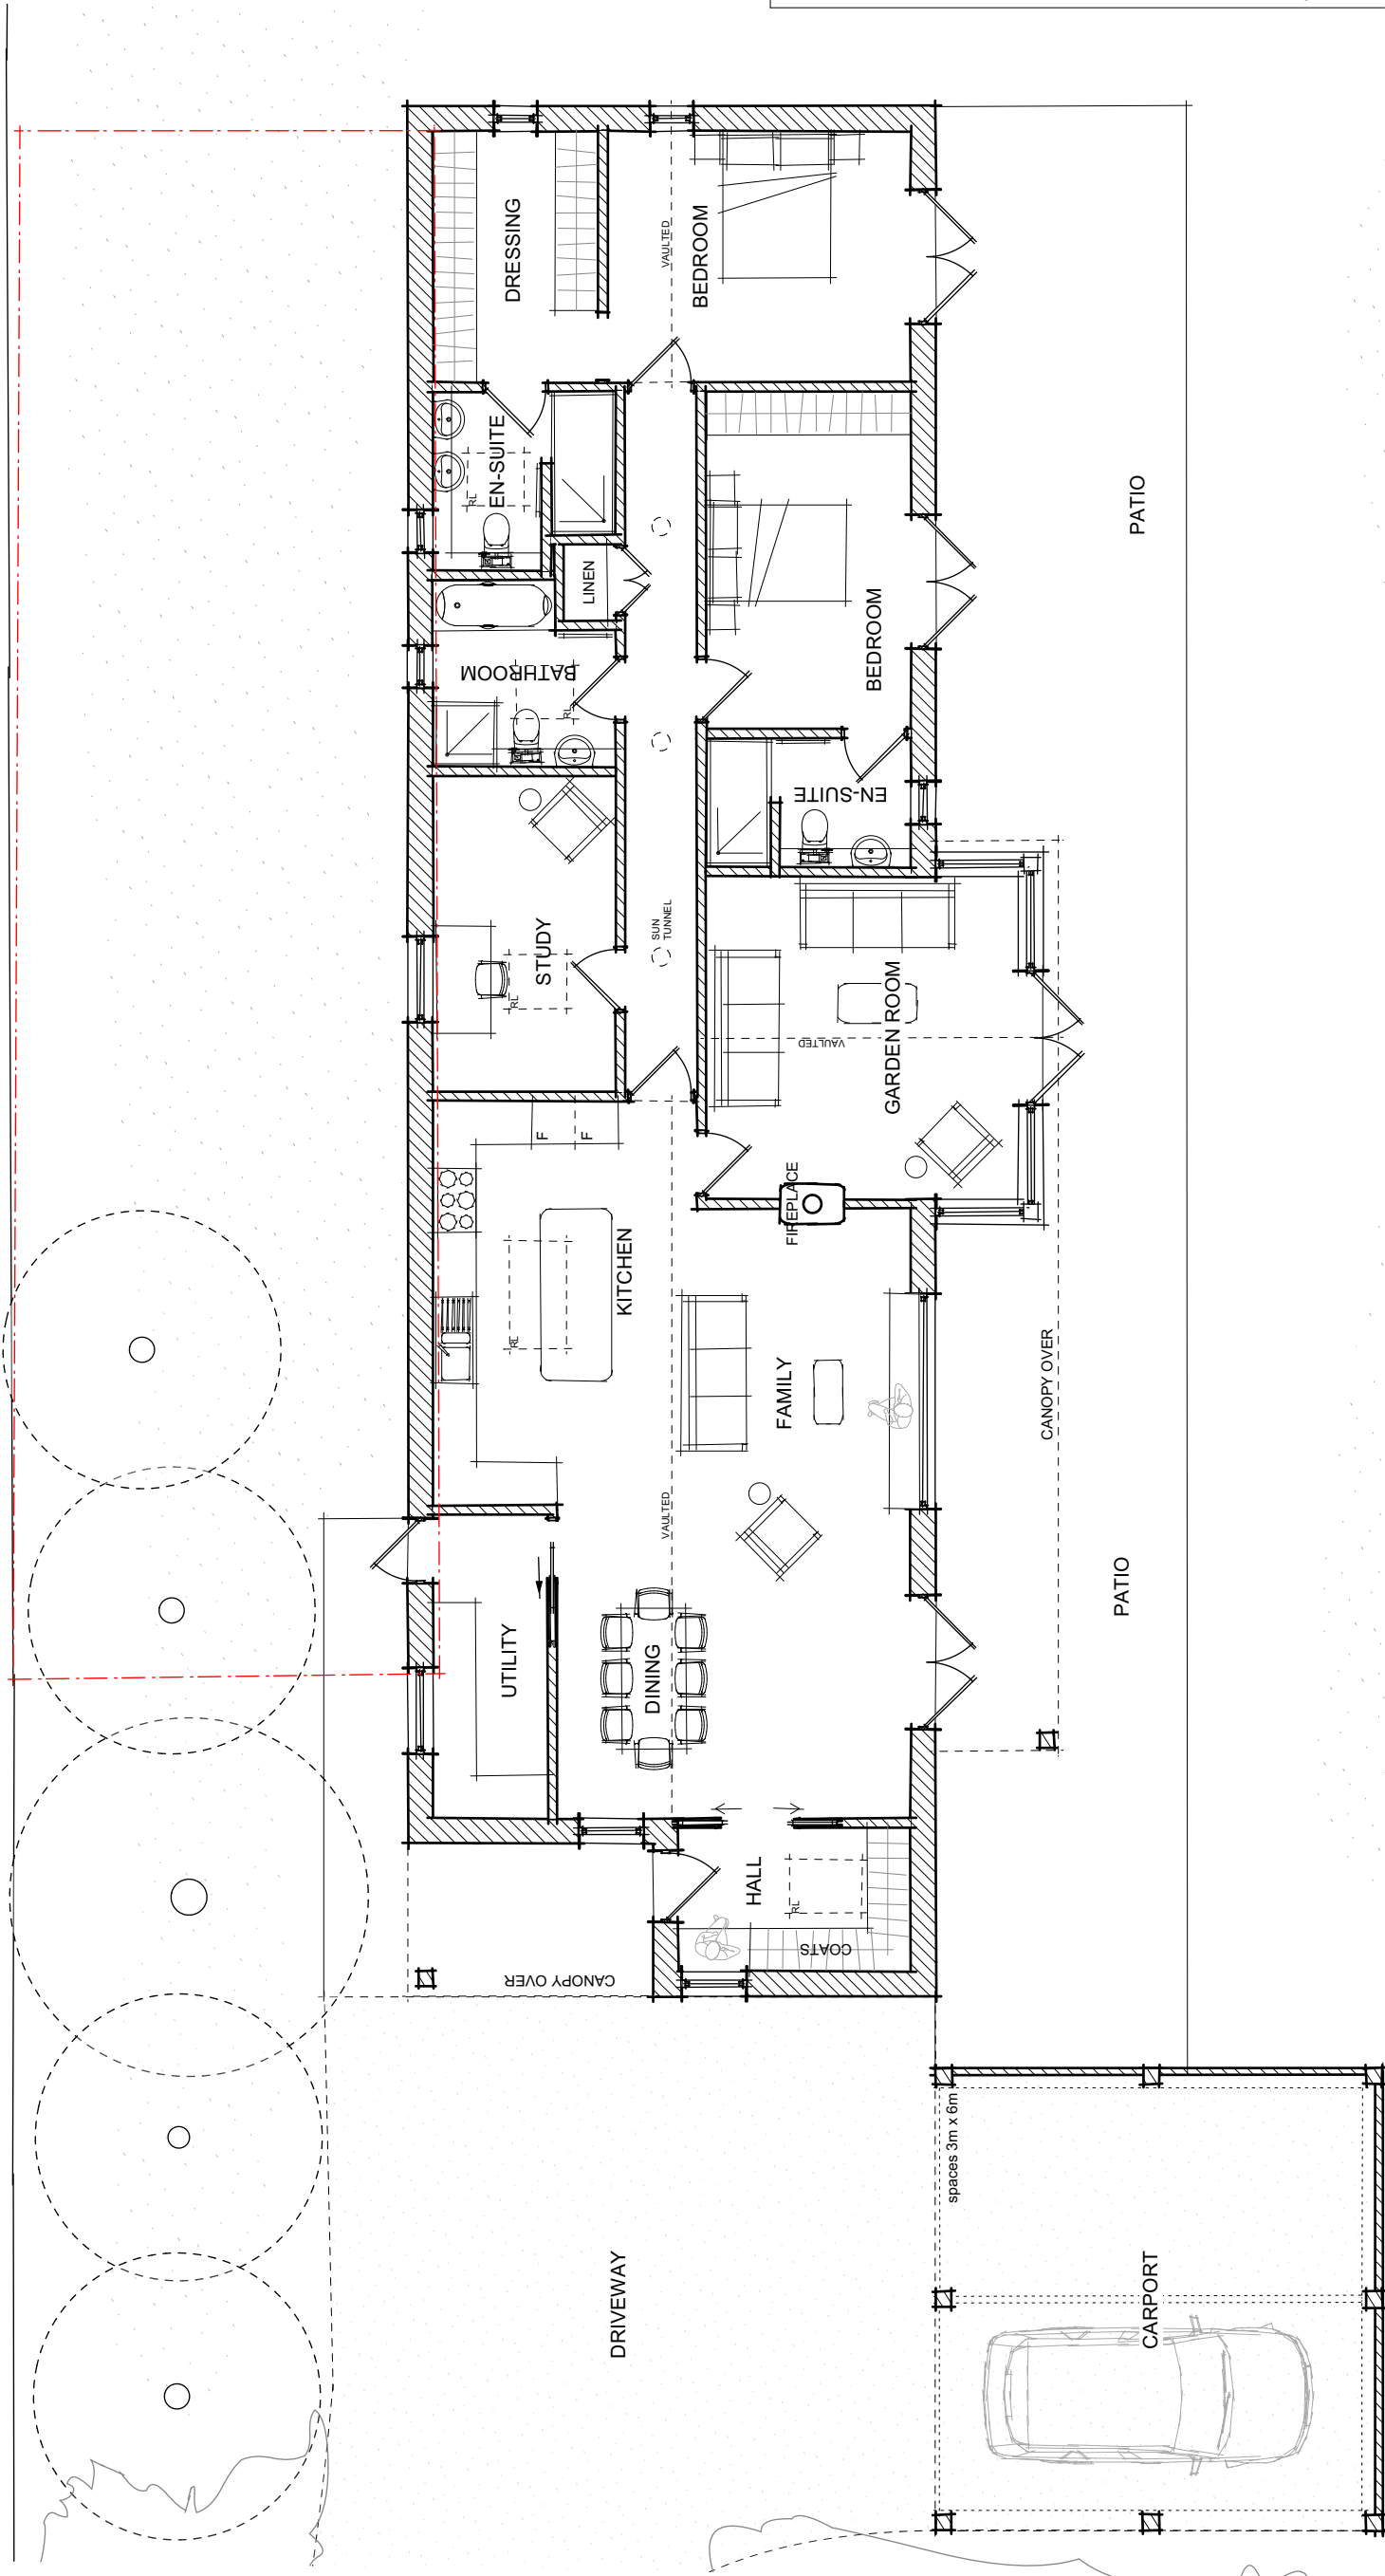 DRESSING
VAULTED
BEDROOM
EN-SUITE
RL
LINEN
PATIO
BEDROOM
BATHROOM
RL
EN-SUITE
STUDY
RL
SUN
TUNNEL
VAULTED
GARDEN ROOM
F
F
FIREPLACE
KITCHEN
RL
FAMILY
CANOPY OVER
VAULTED
PATIO
UTILITY
DINING
HALL
RL
COATS
CANOPY OVER
spaces 3m x 6m
DRIVEWAY
CARPORT